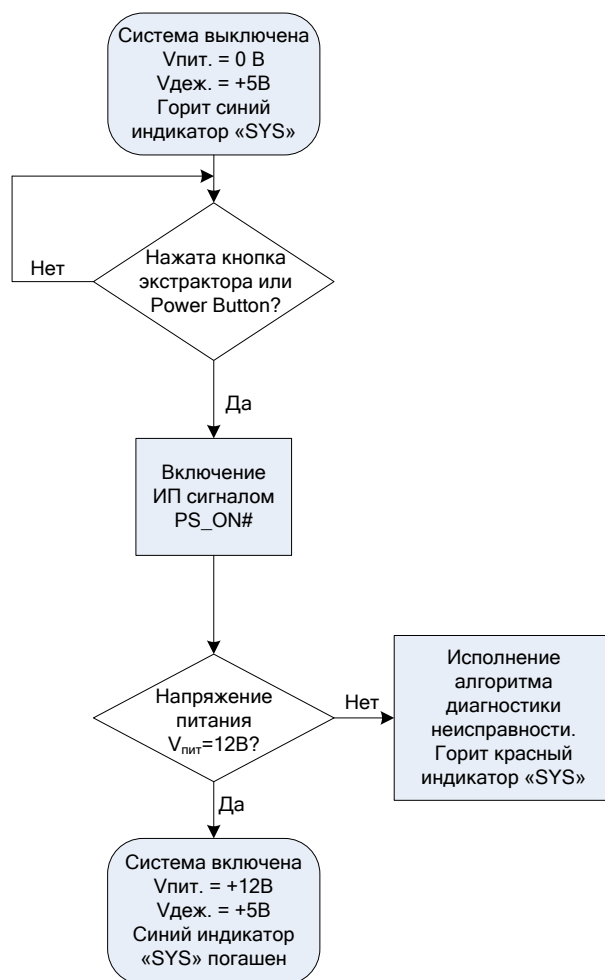 Система выключена
Vпит. = 0 В
Vдеж. = +5В
Горит синий
индикатор «SYS»
Нажата кнопка
экстрактора или
Power Button?
Нет
Да
Включение
ИП сигналом
PS_ON#
Напряжение
питания
Vпит=12В?
Нет
Исполнение
алгоритма
диагностики
неисправности.
Горит красный
индикатор «SYS»
Да
Система включена
Vпит. = +12В
Vдеж. = +5В
Синий индикатор
«SYS» погашен